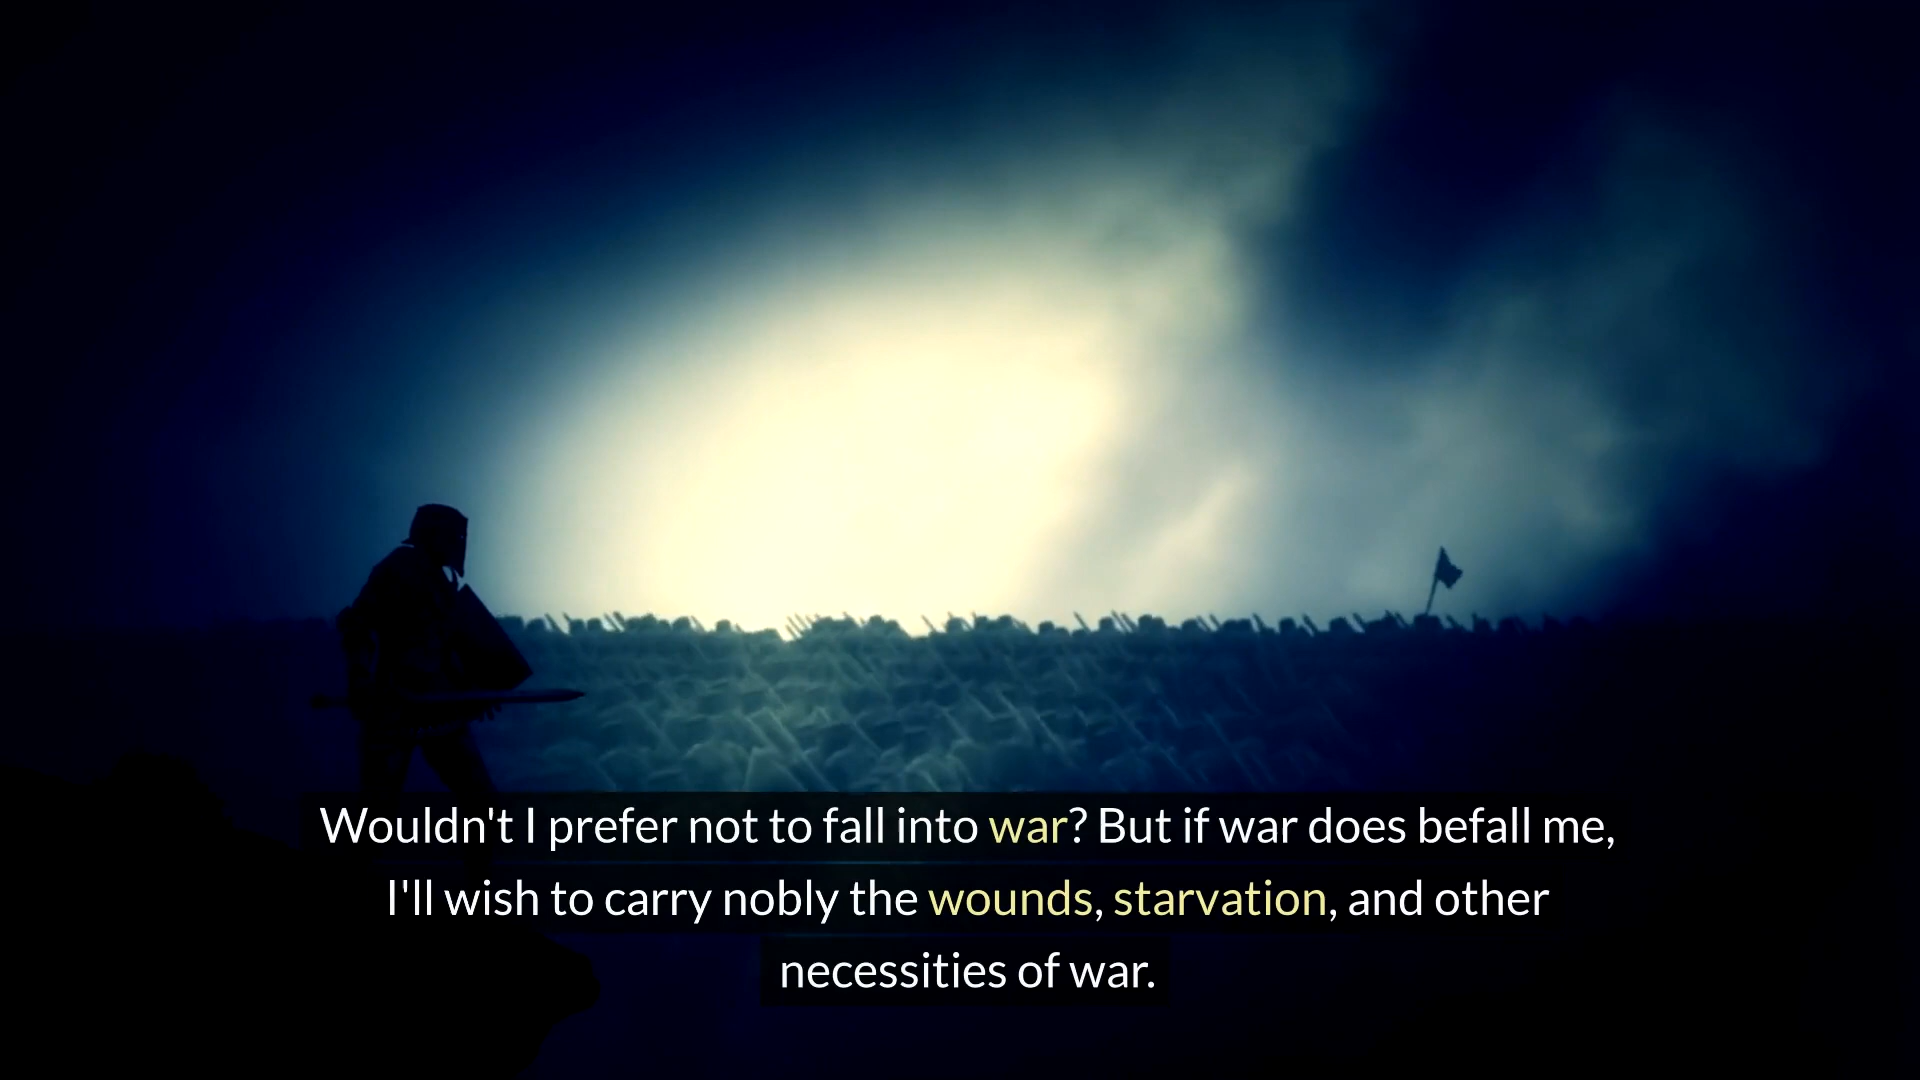 Wouldn't I prefer not to fall into war? But if war does befall me,
I'll wish to carry nobly the wounds, starvation, and other
necessities of war.